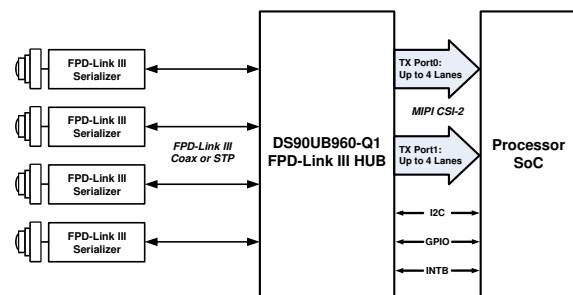 FPD-Link III
Serializer
FPD-Link III
Serializer
FPD-Link III
Serializer
FPD-Link III
Serializer
FPD-Link III
Coax or STP
DS90UB960-Q1
FPD-Link III HUB
TX Port0:
Up to 4 Lanes
MIPI CSI-2
TX Port1:
Up to 4 Lanes
I2C
GPIO
INTB
Processor
SoC